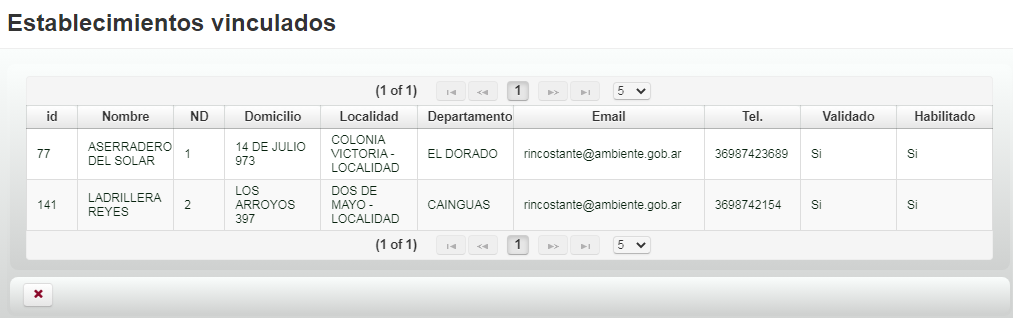 Establecimientos vinculados
(1 of 1) 1 5
id Nombre ND Domicilio Localidad Departamento Email Tel. Validado Habilitado
77 ASERRADERO DEL SOLAR 1 14 DE JULIO 973 COLONIA VICTORIA - LOCALIDAD EL DORADO rincostante@ambiente.gob.ar 36987423689 Si Si
141 LADRILLERA REYES 2 LOS ARROYOS 397 DOS DE MAYO - LOCALIDAD CAINGUAS rincostante@ambiente.gob.ar 3698742154 Si Si
(1 of 1) 1 5